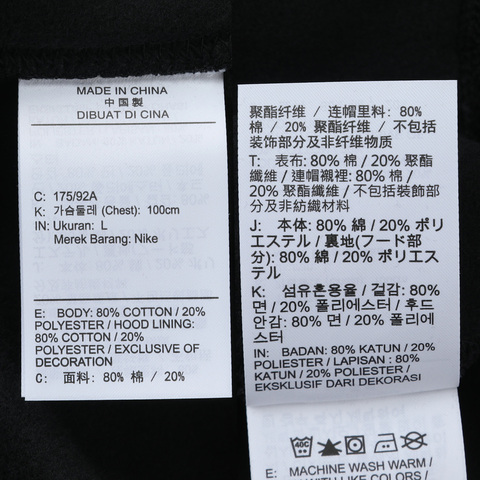 MADE IN CHINA
中国製
DIBUAT DI CINA
C: 175/92A
K: 가슴둘레 (Chest): 100cm
IN: Ukuran: L
Merek Barang: Nike
E: BODY: 80% COTTON / 20%
POLYESTER / HOOD LINING:
80% COTTON / 20%
POLYESTER / EXCLUSIVE OF
DECORATION
C: 面料: 80% 棉 / 20%
聚酯纤维 / 连帽里料: 80%
棉 / 20% 聚酯纤维 / 不包括
装饰部分及非纤维物质
T: 表布: 80% 棉 / 20% 聚酯
纖維 / 連帽襯裡: 80% 棉 /
20% 聚酯纖維 / 不包括裝飾部
分及非紡織材料
J: 本体: 80% 綿 / 20% ポリ
エステル / 裏地(フード部
分): 80% 綿 / 20% ポリエス
テル
K: 섬유혼용율 / 겉감: 80%
면 / 20% 폴리에스터 / 후드
안감: 80% 면 / 20% 폴리에
스터
IN: BADAN: 80% KATUN / 20%
POLIESTER / LAPISAN : 80%
KATUN / 20% POLIESTER /
EKSKLUSIF DARI DEKORASI
40C
E: MACHINE WASH WARM /
WITH LIKE COLORS /